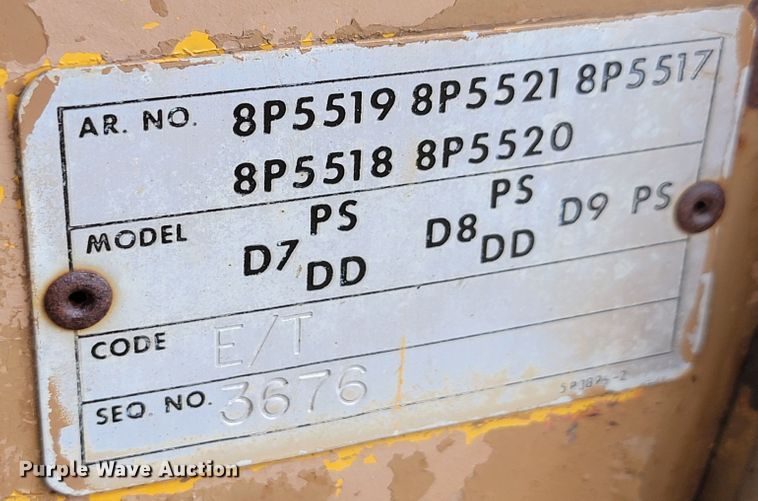 AR. NO. 8P5519 8P5521 8P5517
8P5518 8P5520
MODEL D7 PS DD D8 PS DD D9 PS
CODE E/T
SEQ. NO. 3676
Purple Wave Auction